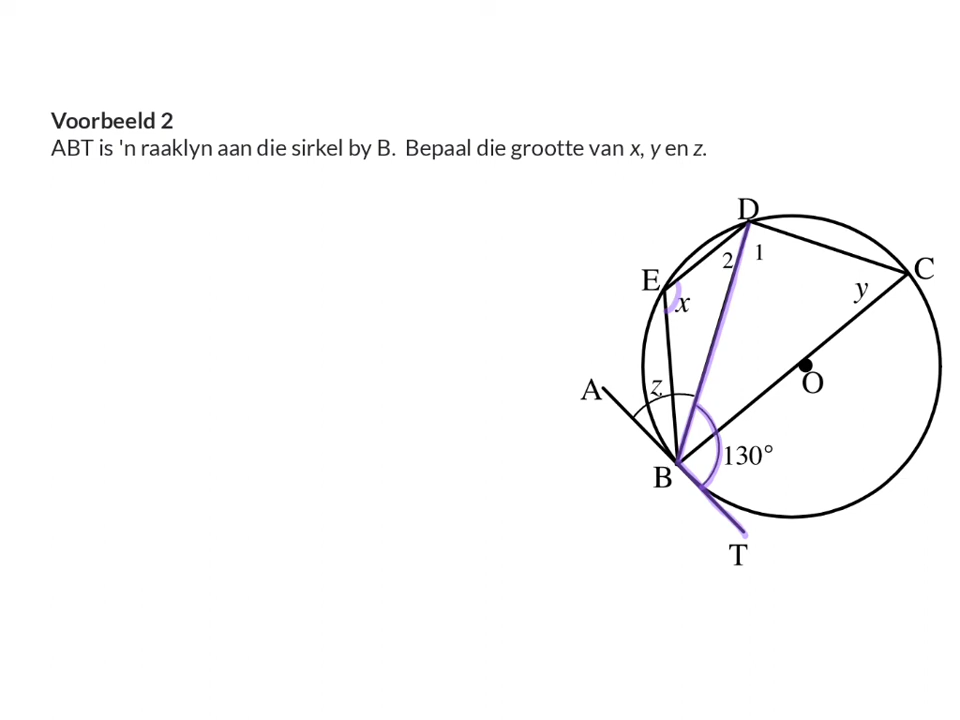 Voorbeeld 2
ABT is 'n raaklyn aan die sirkel by B. Bepaal die grootte van x, y en z.
D
2 1
E
C
x
y
A
z
O
B
130°
T